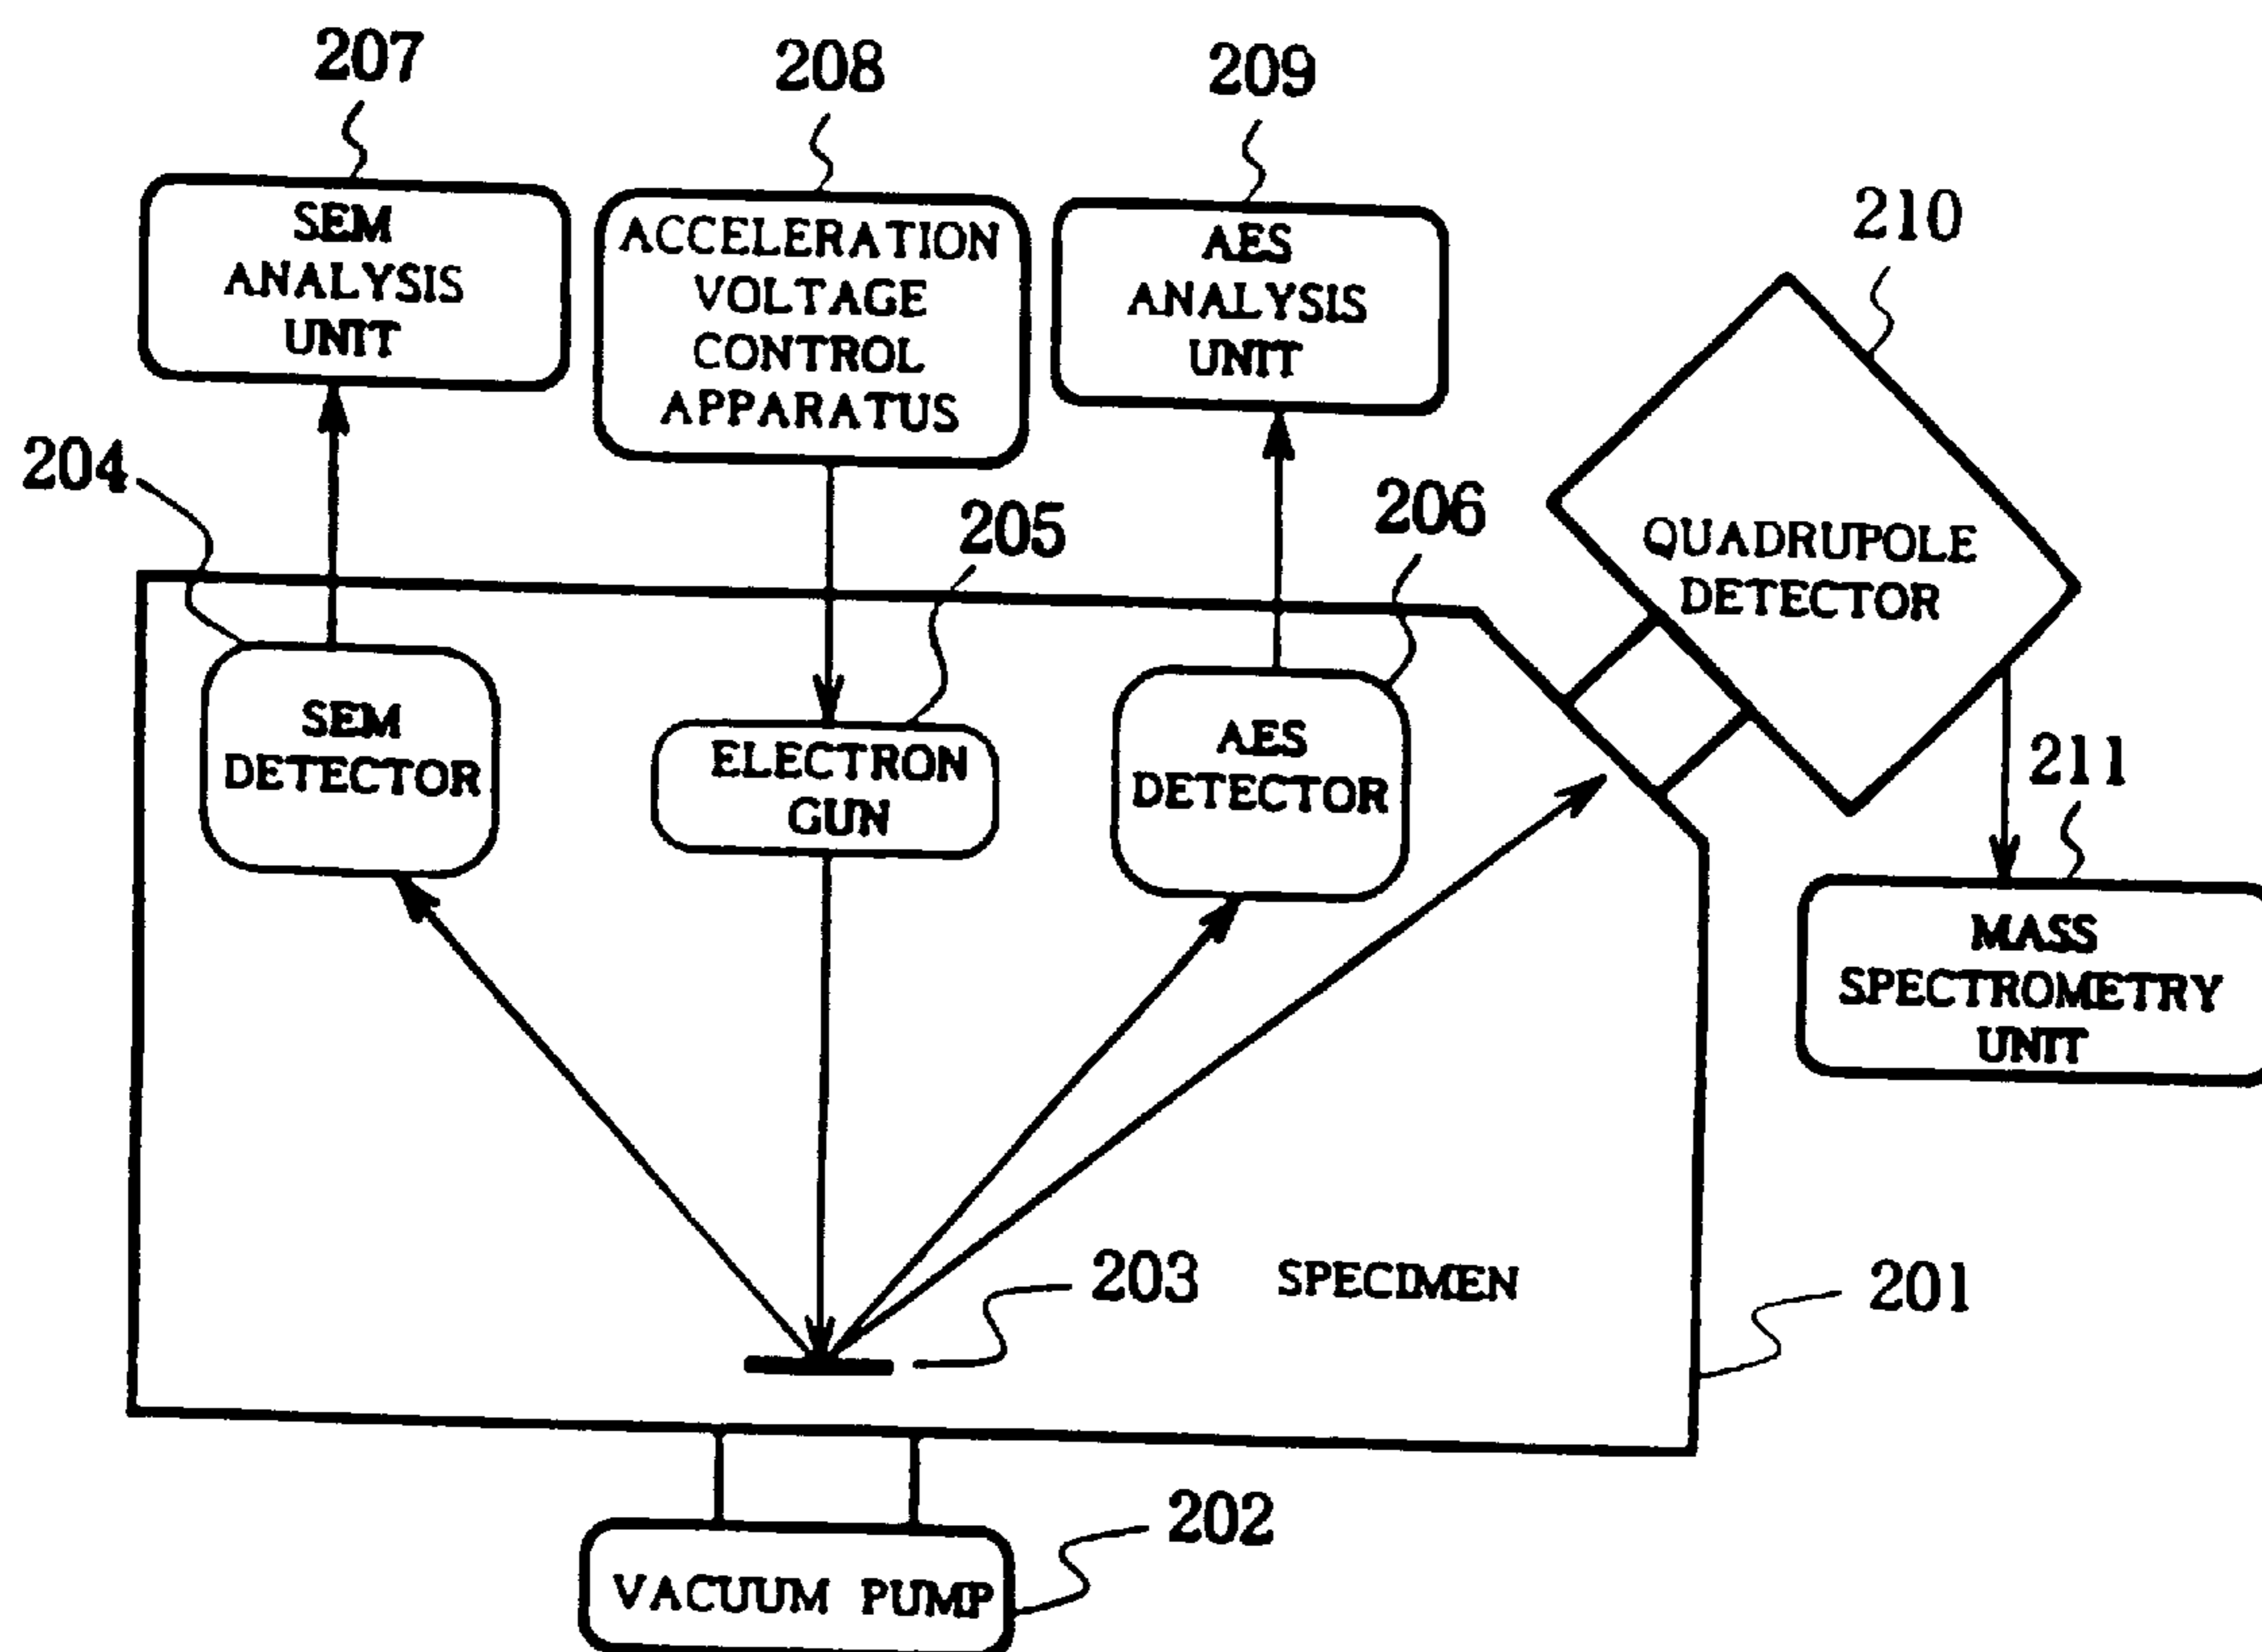 207
208
209
210
SEM
ANALYSIS
UNIT
ACCELERATION
VOLTAGE
CONTROL
APPARATUS
AES
ANALYSIS
UNIT
204
205
206
QUADRUPOLE
DETECTOR
SEM
DETECTOR
ELECTRON
GUN
AES
DETECTOR
211
MASS
SPECTROMETRY
UNIT
203 SPECIMEN
201
202
VACUUM PUMP